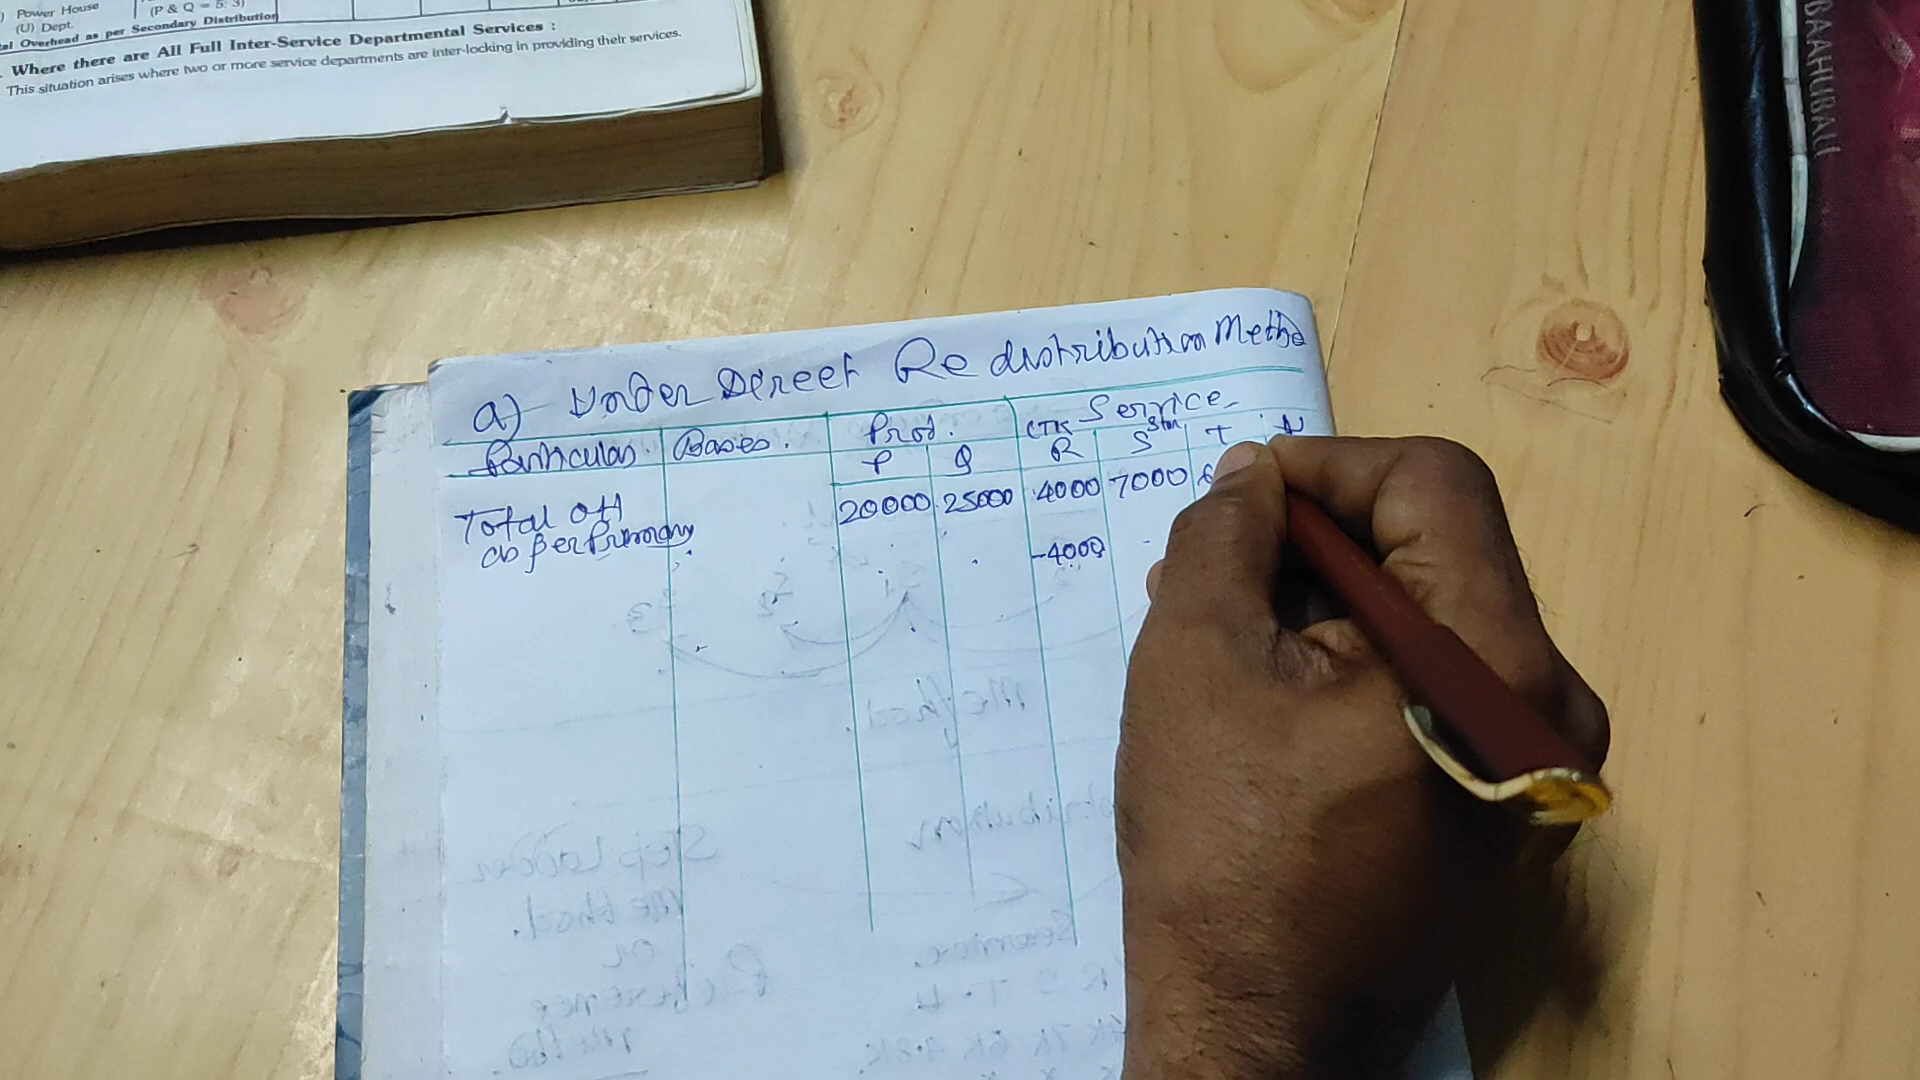 Power House
(P & Q = 5: 3)
(U) Dept.
Overhead as per Secondary Distribution
Where there are All Full Inter-Service Departmental Services :
This situation arises where two or more service departments are inter-locking in providing their services.
BAAHUBALI
a) Under Direct Re distribution Metho
Particulars. Bases. Prod. Service
P Q R S T U
Total OH 20000 25000 4000 7000 6
as per Primary
-4000